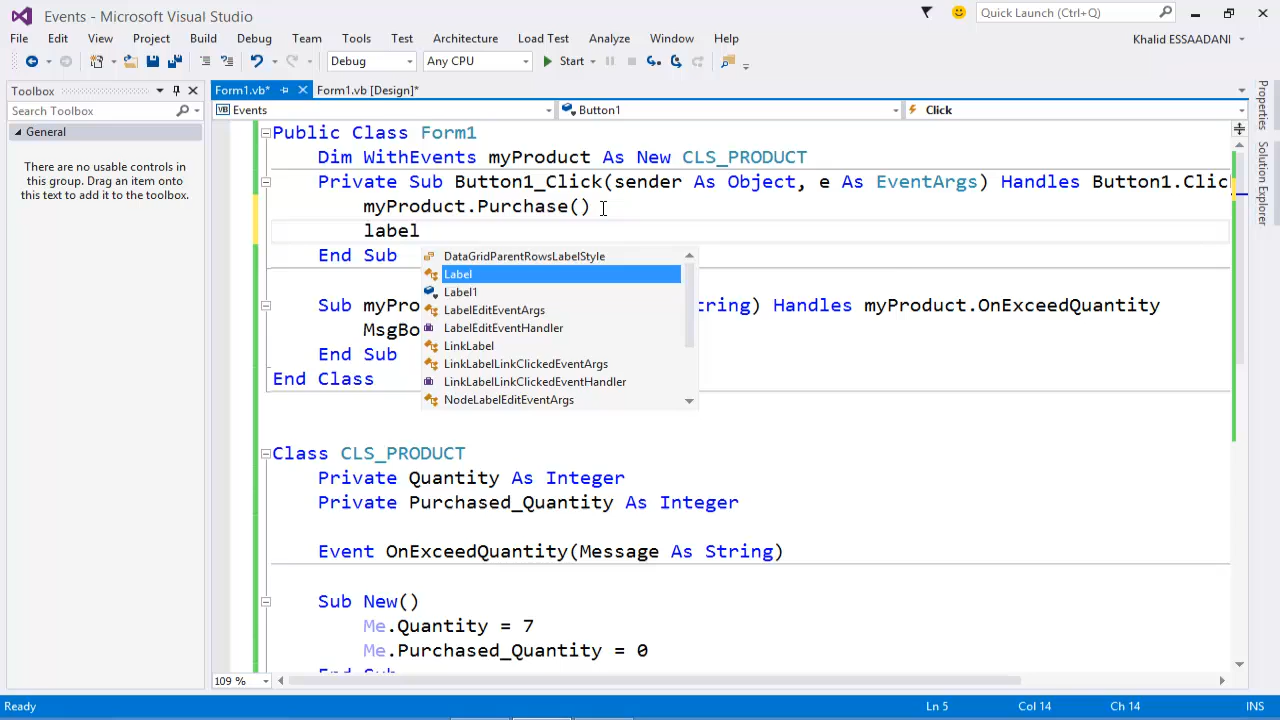 Events - Microsoft Visual Studio
Quick Launch (Ctrl+Q)
File Edit View Project Build Debug Team Tools Test Architecture Load Test Analyze Window Help
Khalid ESSAADANI
Debug Any CPU Start
Toolbox
Form1.vb* Form1.vb [Design]*
Search Toolbox
VB Events Button1 Click
General
There are no usable controls in
this group. Drag an item onto
this text to add it to the toolbox.
Public Class Form1
Dim WithEvents myProduct As New CLS_PRODUCT
Private Sub Button1_Click(sender As Object, e As EventArgs) Handles Button1.Click
myProduct.Purchase()
label
End Sub
DataGridParentRowsLabelStyle
Label
Label1
LabelEditEventArgs
LabelEditEventHandler
LinkLabel
LinkLabelLinkClickedEventArgs
LinkLabelLinkClickedEventHandler
NodeLabelEditEventArgs
Sub myPro tring) Handles myProduct.OnExceedQuantity
MsgBo
End Sub
End Class
Class CLS_PRODUCT
Private Quantity As Integer
Private Purchased_Quantity As Integer
Event OnExceedQuantity(Message As String)
Sub New()
Me.Quantity = 7
Me.Purchased_Quantity = 0
End Sub
109 %
Ready Ln 5 Col 14 Ch 14 INS
Properties
Solution Explorer